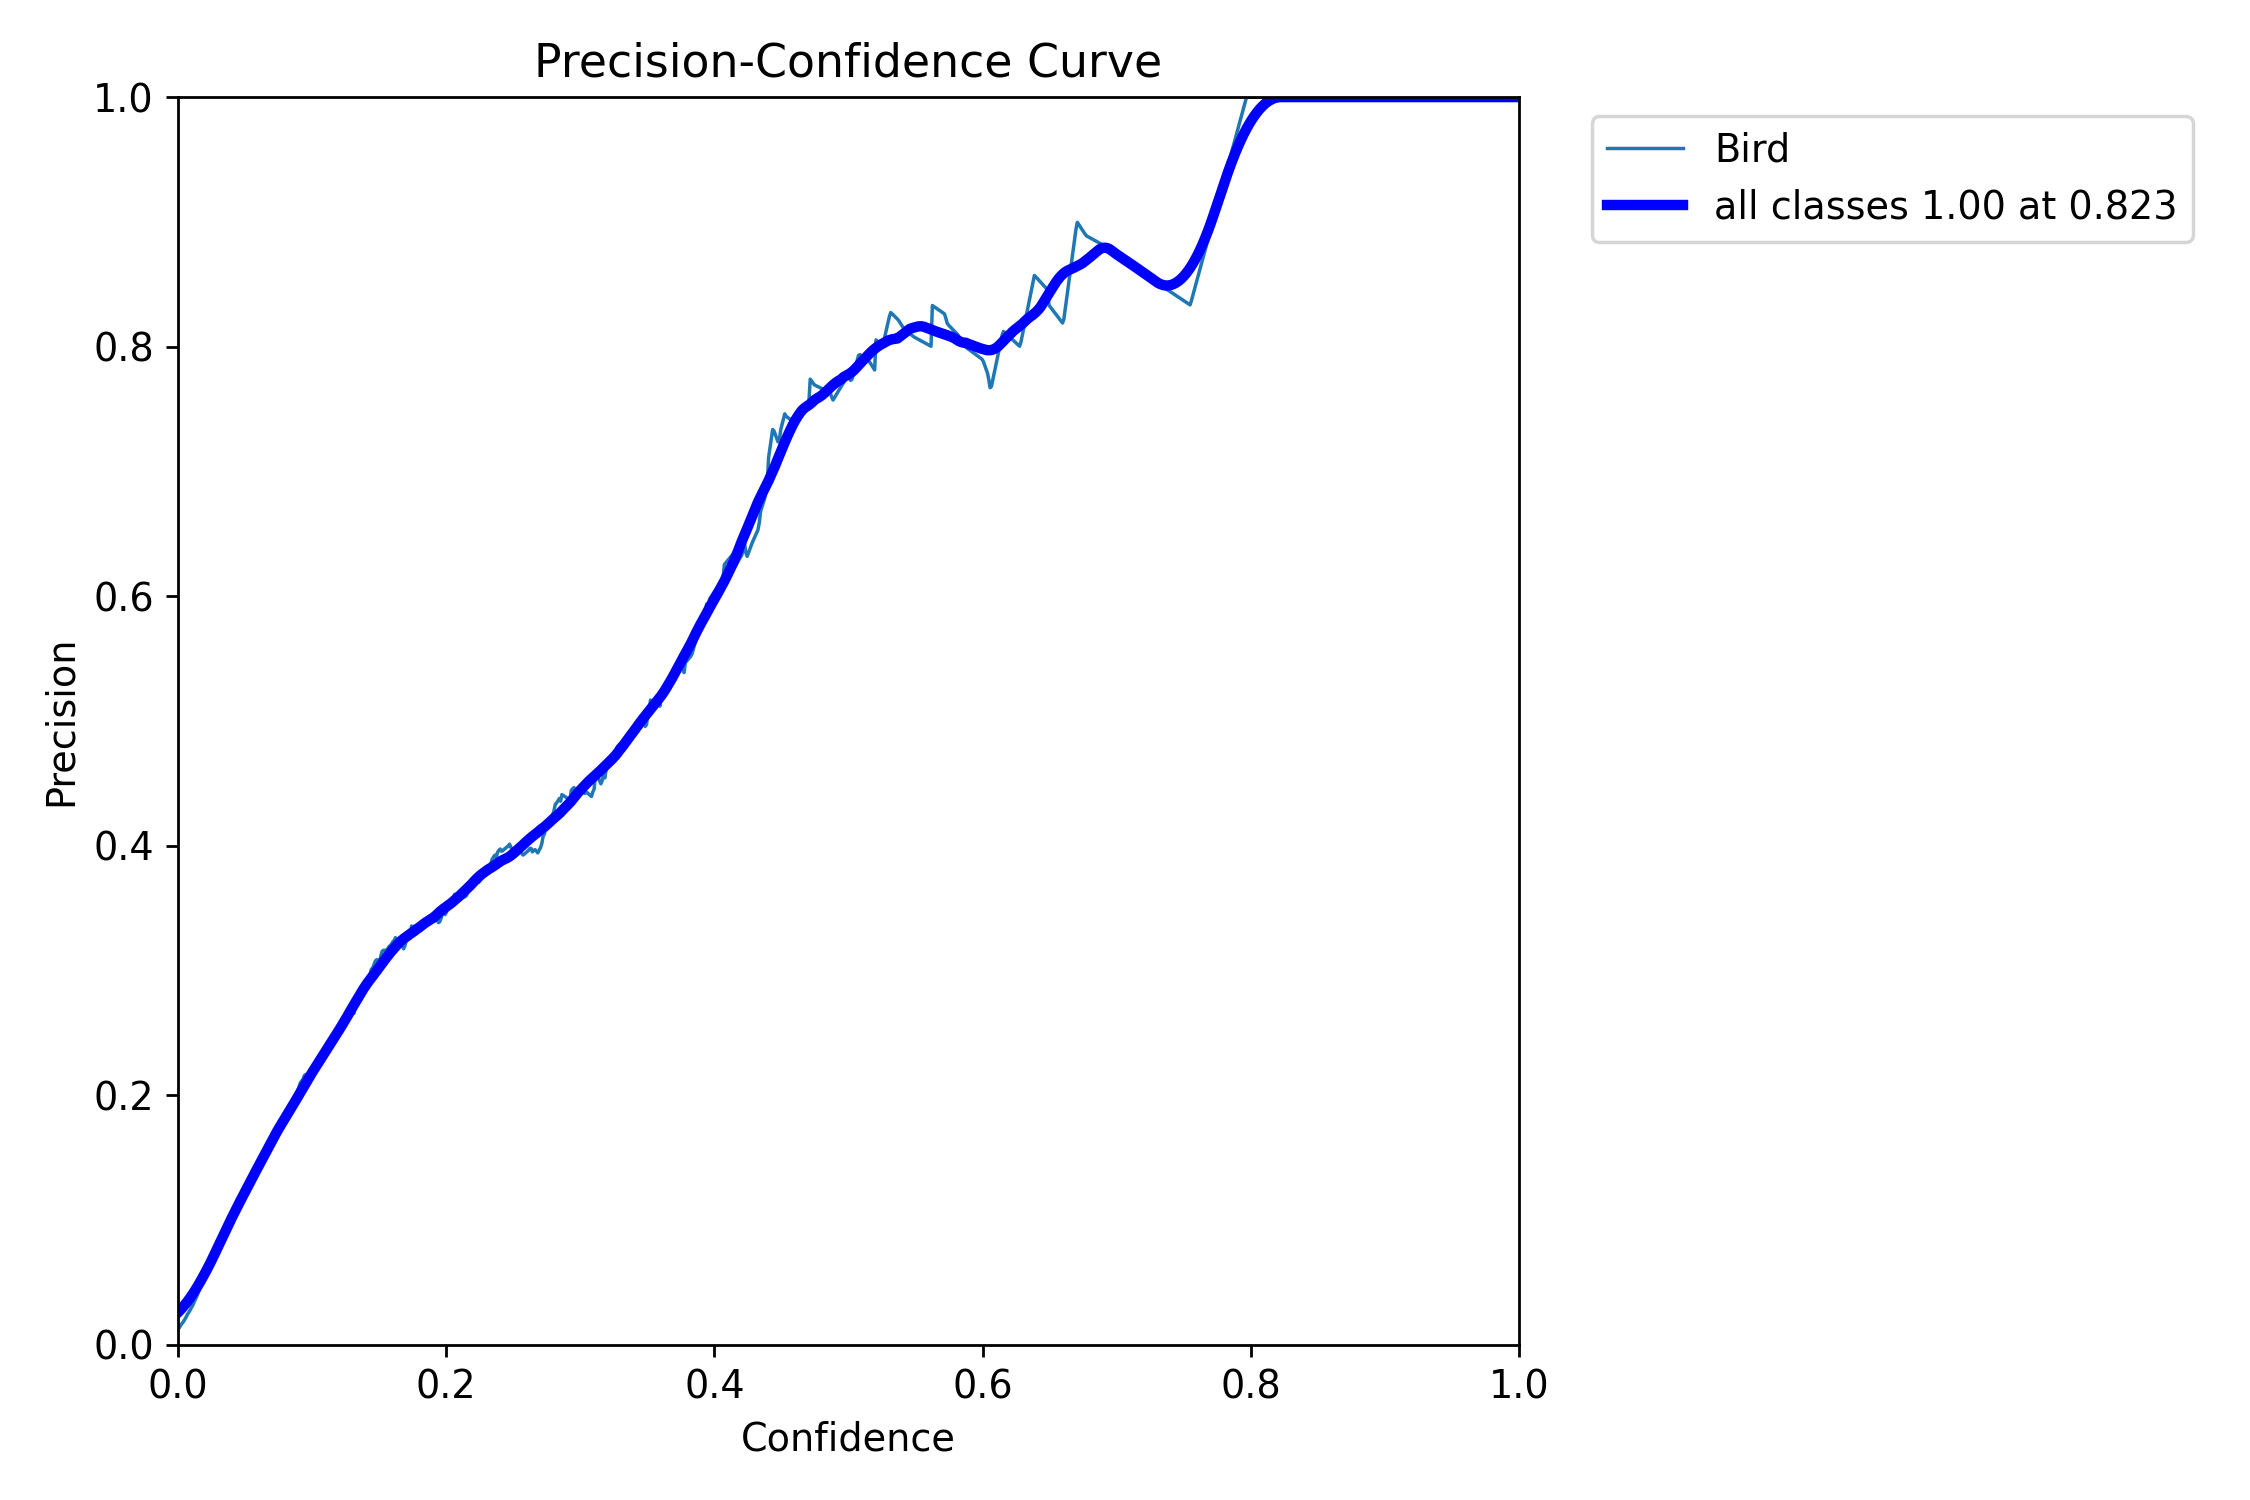 Precision-Confidence Curve
Bird
all classes 1.00 at 0.823
Precision
1.0
0.8
0.6
0.4
0.2
0.0
0.0 0.2 0.4 0.6 0.8 1.0
Confidence